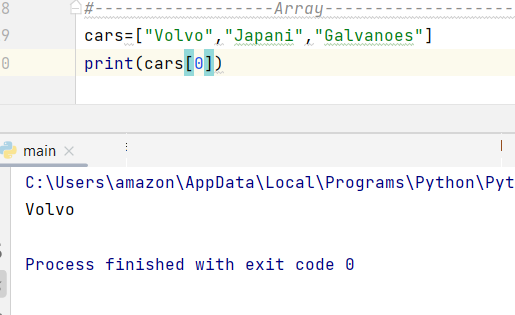 8 #------------------Array-------------------
9 cars=["Volvo","Japani","Galvanoes"]
0 print(cars[0])
main ×
C:\Users\amazon\AppData\Local\Programs\Python\Pyt
Volvo
Process finished with exit code 0